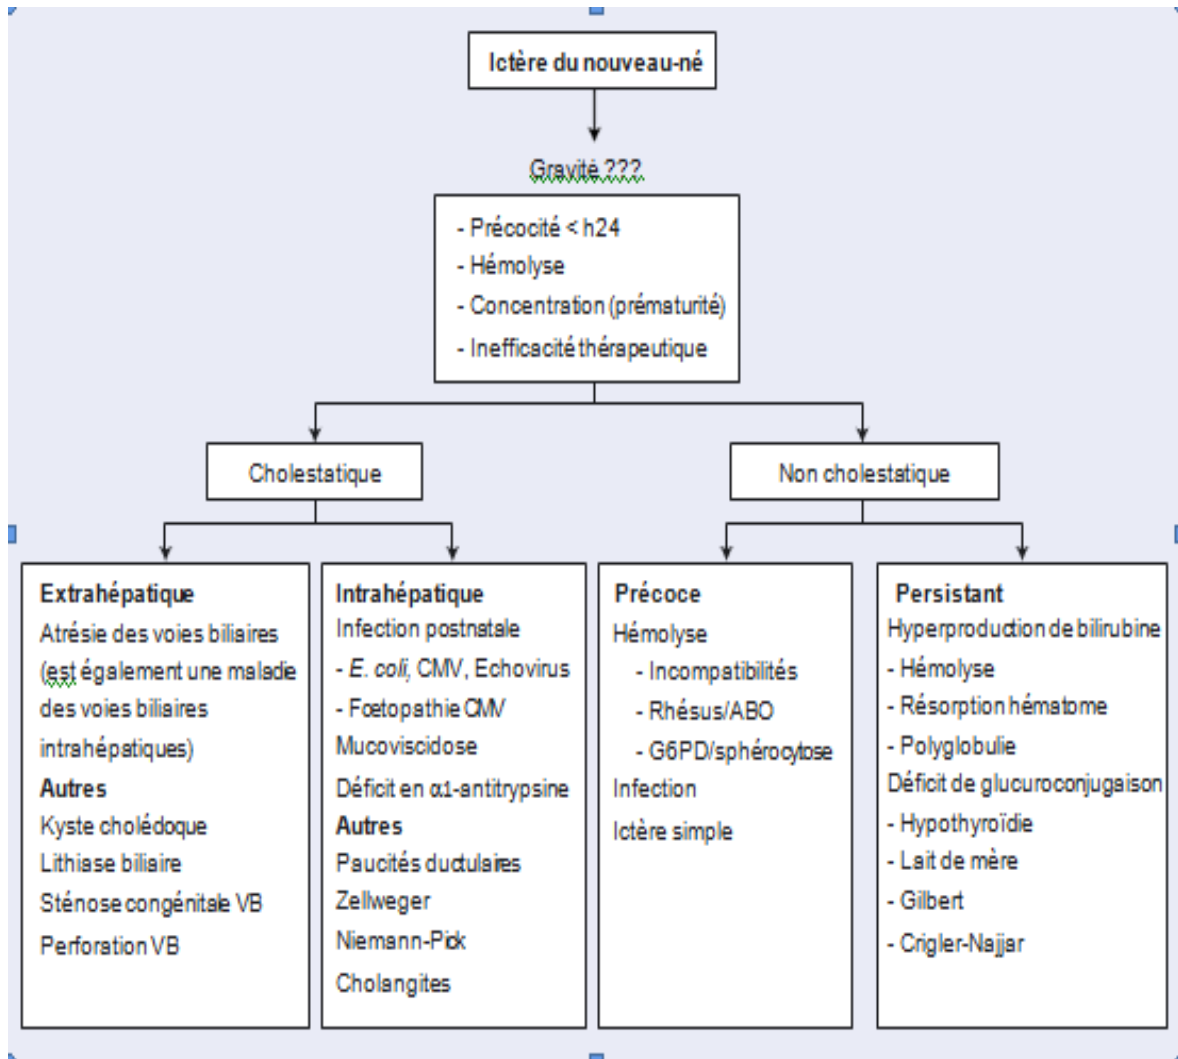 Ictère du nouveau-né
Gravité ???
- Précocité < h24
- Hémolyse
- Concentration (prématurité)
- Inefficacité thérapeutique
Cholestatique
Non cholestatique
Extrahépatique
Atrésie des voies biliaires
(est également une maladie
des voies biliaires
intrahépatiques)
Autres
Kyste cholédoque
Lithiase biliaire
Sténose congénitale VB
Perforation VB
Intrahépatique
Infection postnatale
- E. coli, CMV, Echovirus
- Fœtopathie CMV
Mucoviscidose
Déficit en α1-antitrypsine
Autres
Paucités ductulaires
Zellweger
Niemann-Pick
Cholangites
Précoce
Hémolyse
- Incompatibilités
- Rhésus/ABO
- G6PD/sphérocytose
Infection
Ictère simple
Persistant
Hyperproduction de bilirubine
- Hémolyse
- Résorption hématome
- Polyglobulie
Déficit de glucuroconjugaison
- Hypothyroïdie
- Lait de mère
- Gilbert
- Crigler-Najjar